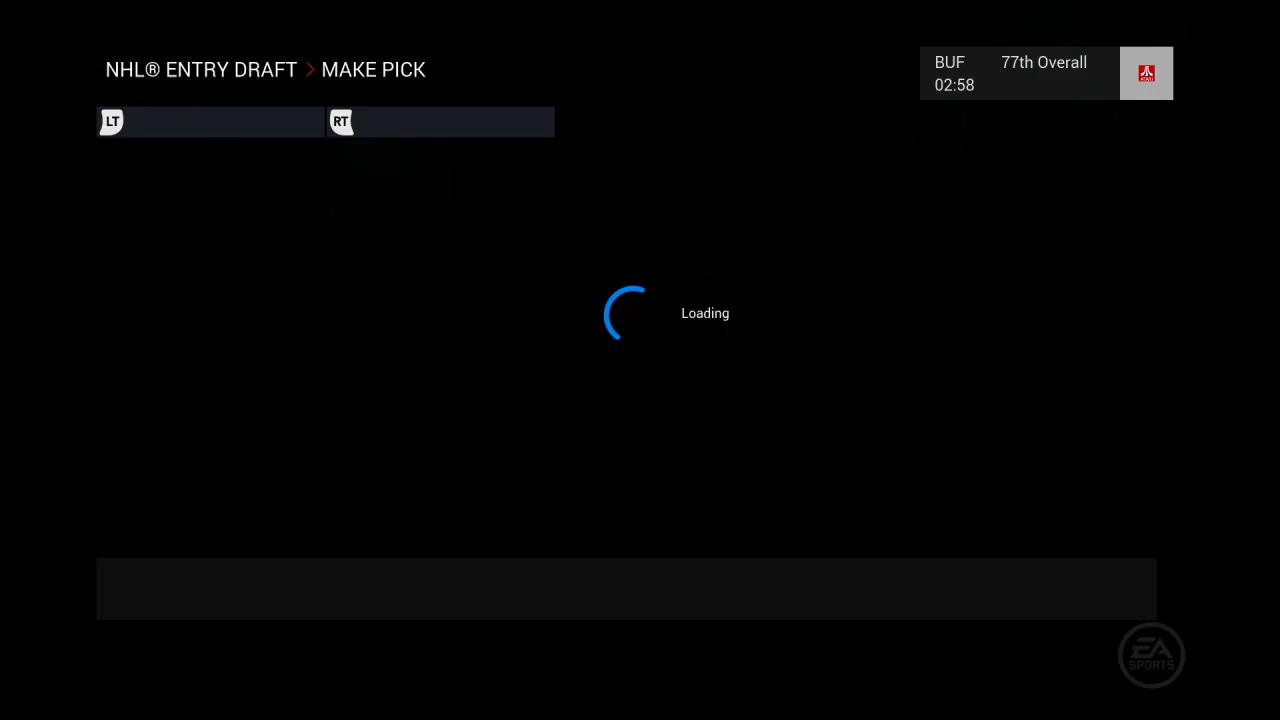 NHL® ENTRY DRAFT > MAKE PICK
BUF 77th Overall
02:58
LT RT
Loading
EA
SPORTS